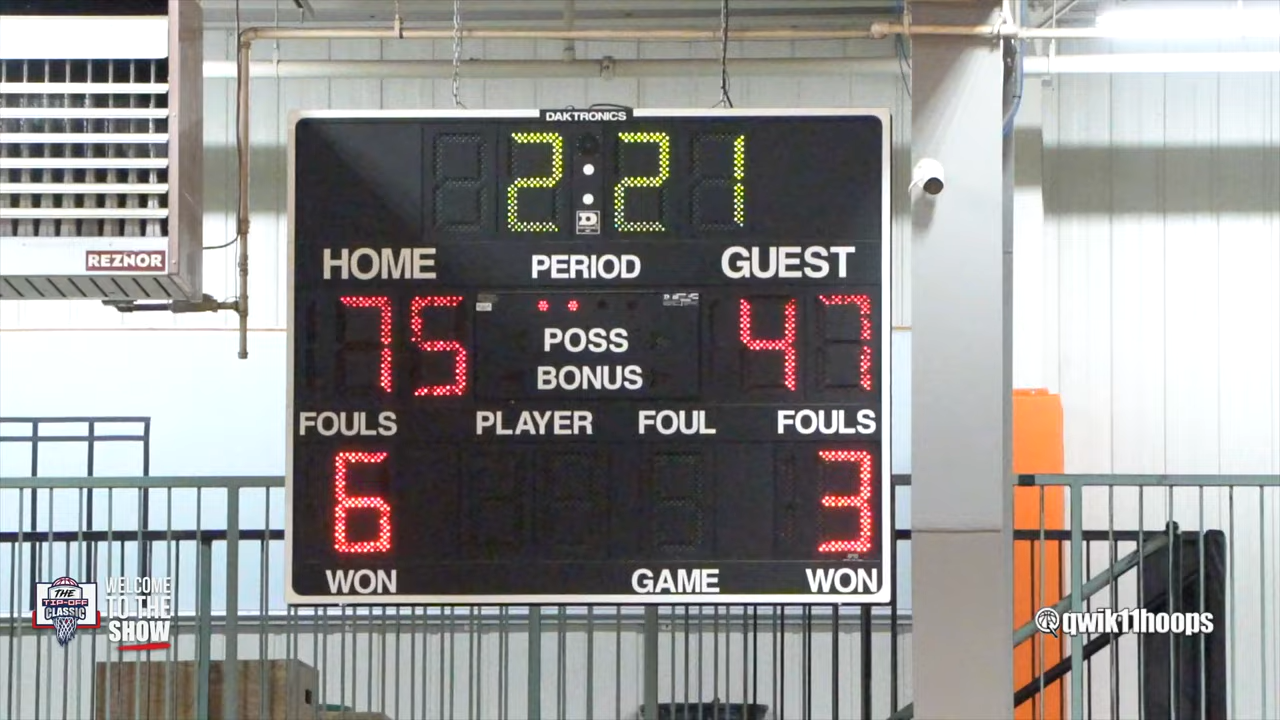 DAKTRONICS
2:21
D
HOME PERIOD GUEST
75 47
POSS
BONUS
FOULS PLAYER FOUL FOULS
6 3
WON GAME WON
REZNOR
THE
TIP-OFF
CLASSIC
WELCOME
TO THE
SHOW
@qwik11hoops